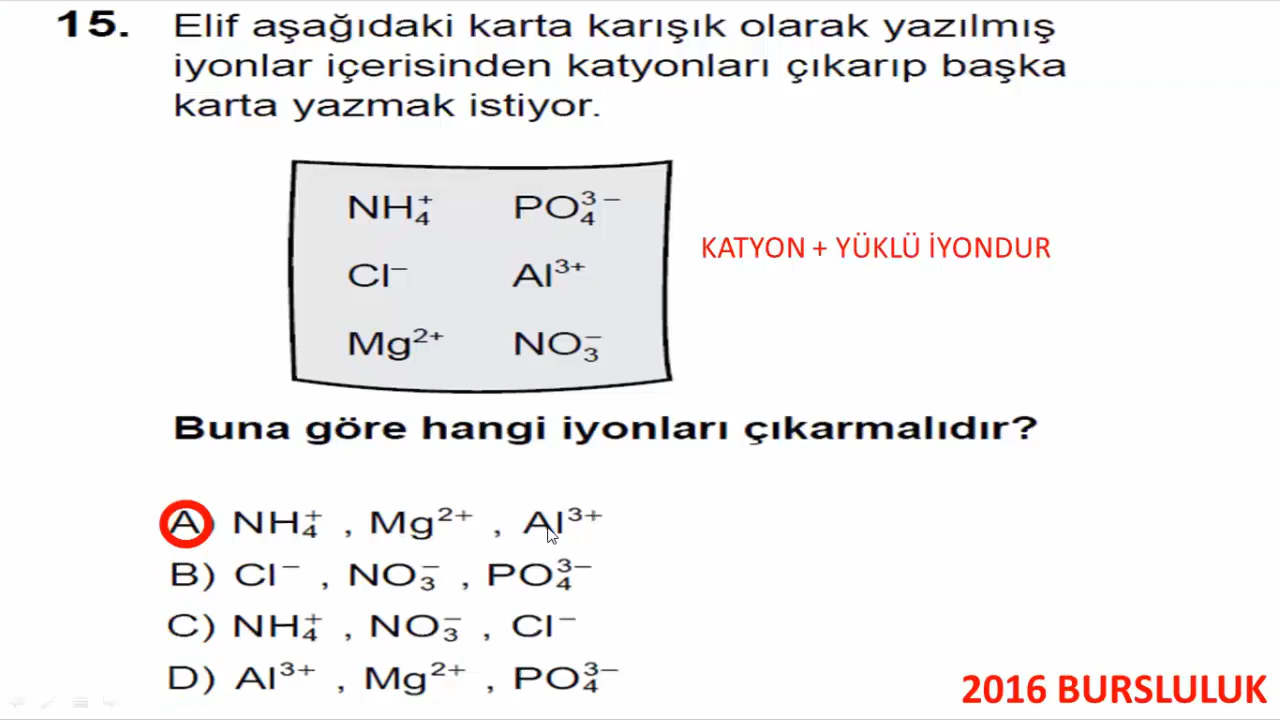 15. Elif aşağıdaki karta karışık olarak yazılmış
iyonlar içerisinden katyonları çıkarıp başka
karta yazmak istiyor.
NH₄⁺ PO₄³⁻
Cl⁻ Al³⁺
Mg²⁺ NO₃⁻
KATYON + YÜKLÜ İYONDUR
Buna göre hangi iyonları çıkarmalıdır?
A) NH₄⁺ , Mg²⁺ , Al³⁺
B) Cl⁻ , NO₃⁻ , PO₄³⁻
C) NH₄⁺ , NO₃⁻ , Cl⁻
D) Al³⁺ , Mg²⁺ , PO₄³⁻
2016 BURSLULUK